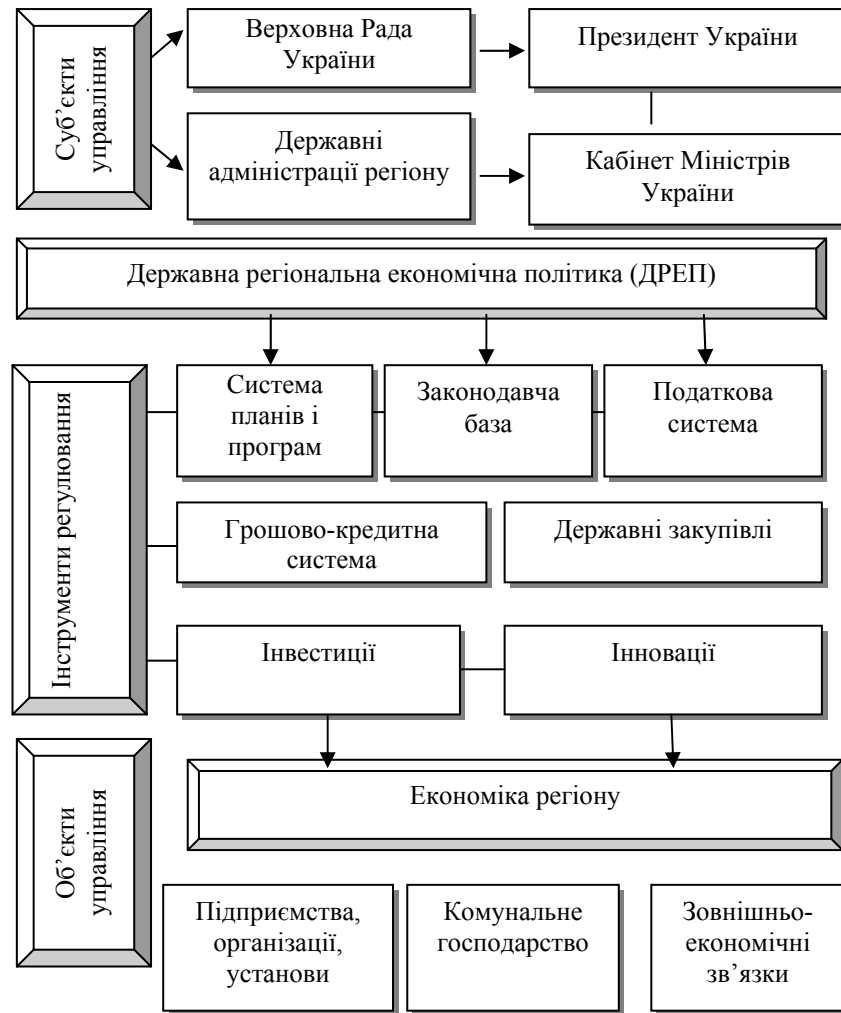 Суб’єкти
управління
Верховна Рада
України
Президент України
Державні
адміністрації регіону
Кабінет Міністрів
України
Державна регіональна економічна політика (ДРЕП)
Інструменти регулювання
Система
планів і
програм
Законодавча
база
Податкова
система
Грошово-кредитна
система
Державні закупівлі
Інвестиції
Інновації
Об’єкти
управління
Економіка регіону
Підприємства,
організації,
установи
Комунальне
господарство
Зовнішньо-
економічні
зв’язки